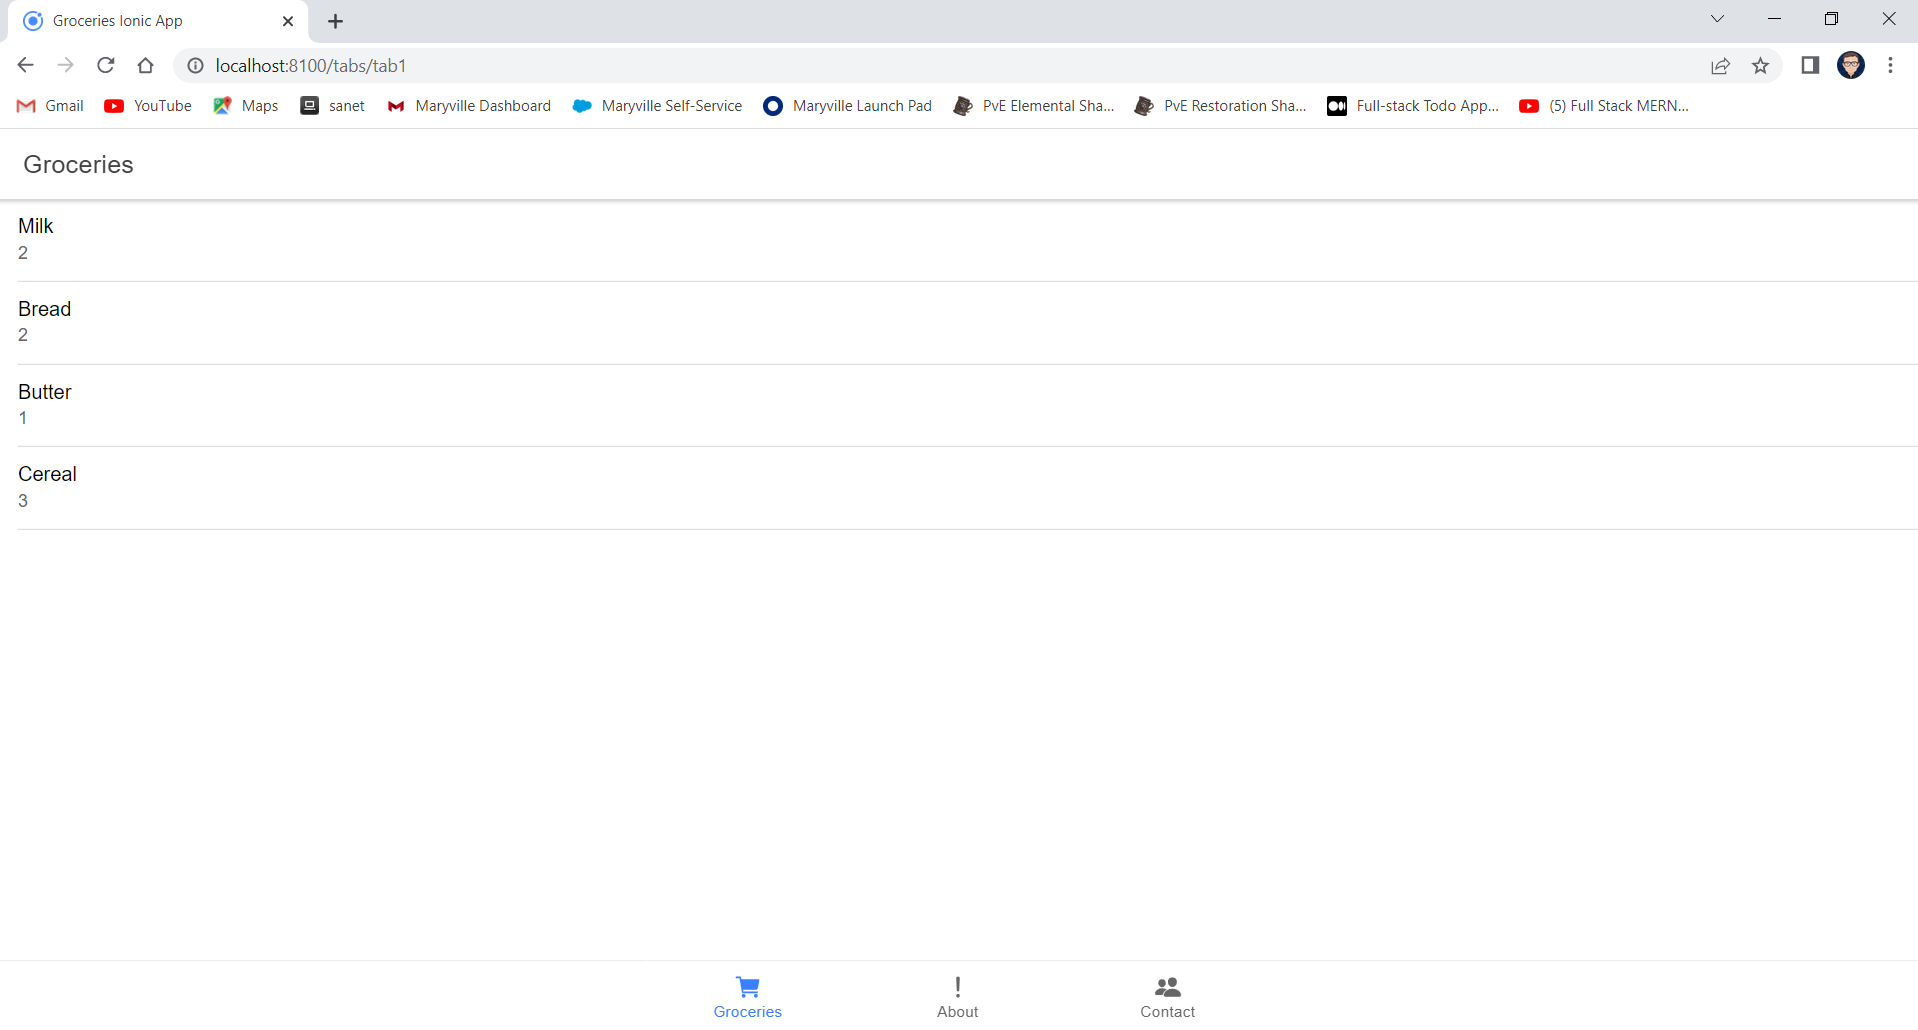 Groceries Ionic App
localhost:8100/tabs/tab1
Gmail YouTube Maps sanet Maryville Dashboard Maryville Self-Service Maryville Launch Pad PvE Elemental Sha... PvE Restoration Sha... Full-stack Todo App... (5) Full Stack MERN...
Groceries
Milk
2
Bread
2
Butter
1
Cereal
3
Groceries About Contact